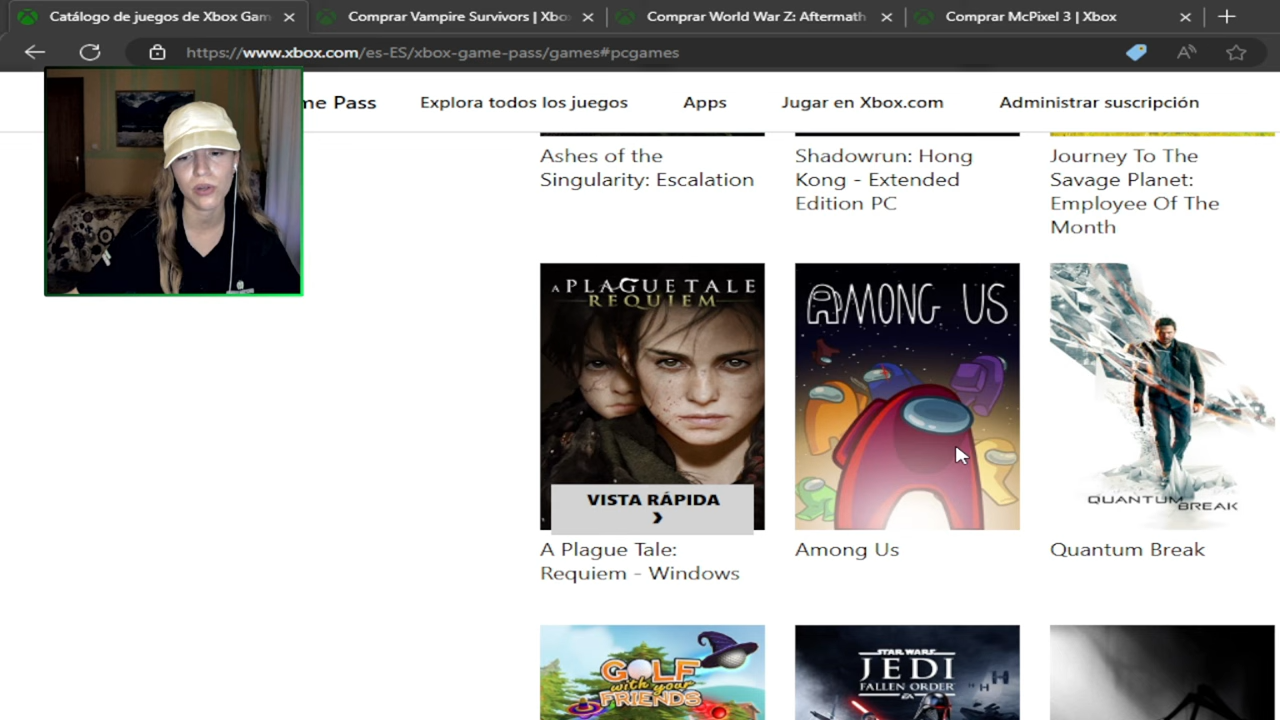 Catálogo de juegos de Xbox Gam
Comprar Vampire Survivors | Xbo
Comprar World War Z: Aftermath
Comprar McPixel 3 | Xbox
https://www.xbox.com/es-ES/xbox-game-pass/games#pcgames
me Pass
Explora todos los juegos
Apps
Jugar en Xbox.com
Administrar suscripción
Ashes of the
Singularity: Escalation
Shadowrun: Hong
Kong - Extended
Edition PC
Journey To The
Savage Planet:
Employee Of The
Month
A PLAGUE TALE
REQUIEM
VISTA RÁPIDA
AMONG US
QUANTUM
BREAK
A Plague Tale:
Requiem - Windows
Among Us
Quantum Break
GOLF
with your
FRIENDS
STAR WARS
JEDI
FALLEN ORDER